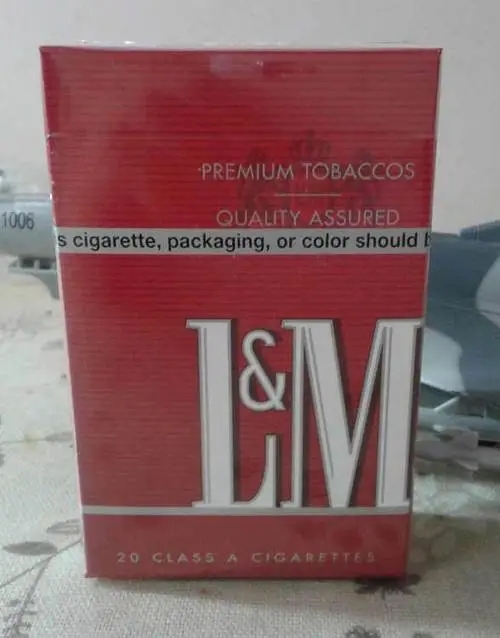 PREMIUM TOBACCOS
QUALITY ASSURED
1006
s cigarette, packaging, or color should
L&M
20 CLASS A CIGARETTES